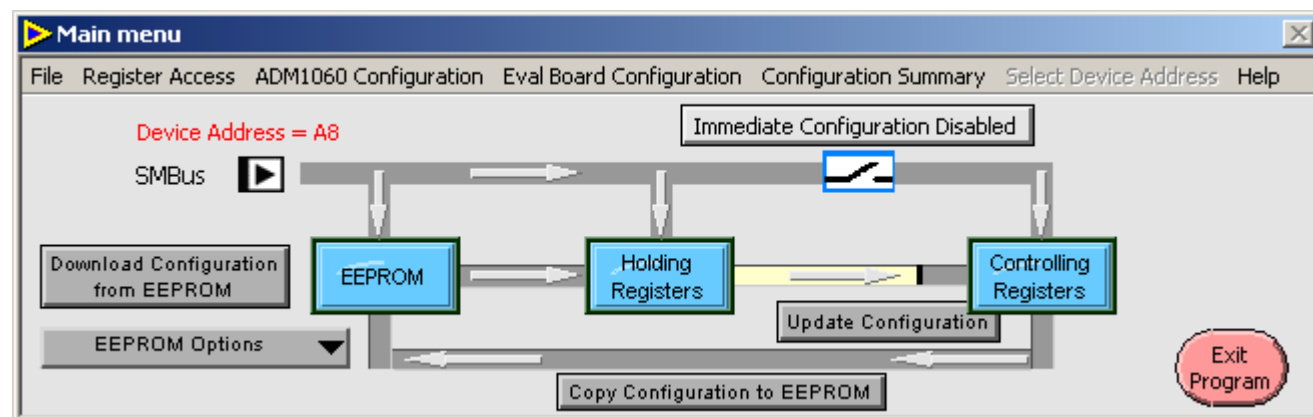 Main menu
File Register Access ADM1060 Configuration Eval Board Configuration Configuration Summary Select Device Address Help
Device Address = A8
Immediate Configuration Disabled
SMBus
Download Configuration
from EEPROM
EEPROM
Holding
Registers
Controlling
Registers
Update Configuration
EEPROM Options
Exit
Program
Copy Configuration to EEPROM